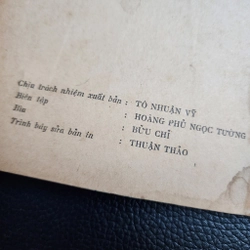 Chịu trách nhiệm xuất bản : TÔ NHUẬN VỸ
Biên tập : HOÀNG PHỦ NGỌC TƯỜNG
Bìa : BỬU CHỈ
Trình bày sửa bản in : THUẬN THẢO